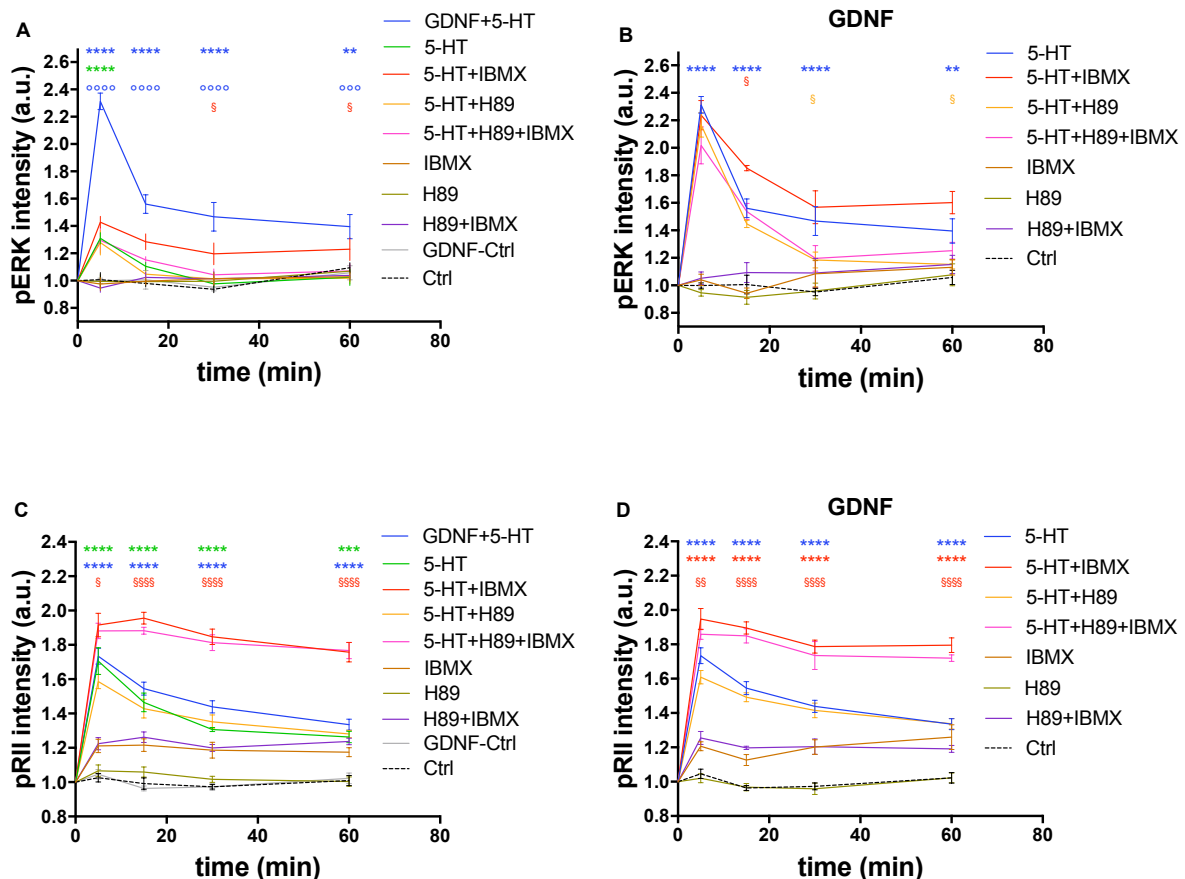 A
pERK intensity (a.u.)
2.6
2.4
2.2
2.0
1.8
1.6
1.4
1.2
1.0
0.8
0 20 40 60 80
time (min)
**** **** **** **
****
°°°° °°°° °°°° °°°
§ §
GDNF+5-HT
5-HT
5-HT+IBMX
5-HT+H89
5-HT+H89+IBMX
IBMX
H89
H89+IBMX
GDNF-Ctrl
Ctrl
B
GDNF
pERK intensity (a.u.)
2.6
2.4
2.2
2.0
1.8
1.6
1.4
1.2
1.0
0.8
0 20 40 60 80
time (min)
**** **** **** **
§
§ §
5-HT
5-HT+IBMX
5-HT+H89
5-HT+H89+IBMX
IBMX
H89
H89+IBMX
Ctrl
C
pRII intensity (a.u.)
2.4
2.2
2.0
1.8
1.6
1.4
1.2
1.0
0.8
0 20 40 60 80
time (min)
**** **** **** ***
**** **** **** ****
§ §§§§ §§§§ §§§§
GDNF+5-HT
5-HT
5-HT+IBMX
5-HT+H89
5-HT+H89+IBMX
IBMX
H89
H89+IBMX
GDNF-Ctrl
Ctrl
D
GDNF
pRII intensity (a.u.)
2.4
2.2
2.0
1.8
1.6
1.4
1.2
1.0
0.8
0 20 40 60 80
time (min)
**** **** **** ****
**** **** **** ****
§§ §§§§ §§§§ §§§§
5-HT
5-HT+IBMX
5-HT+H89
5-HT+H89+IBMX
IBMX
H89
H89+IBMX
Ctrl